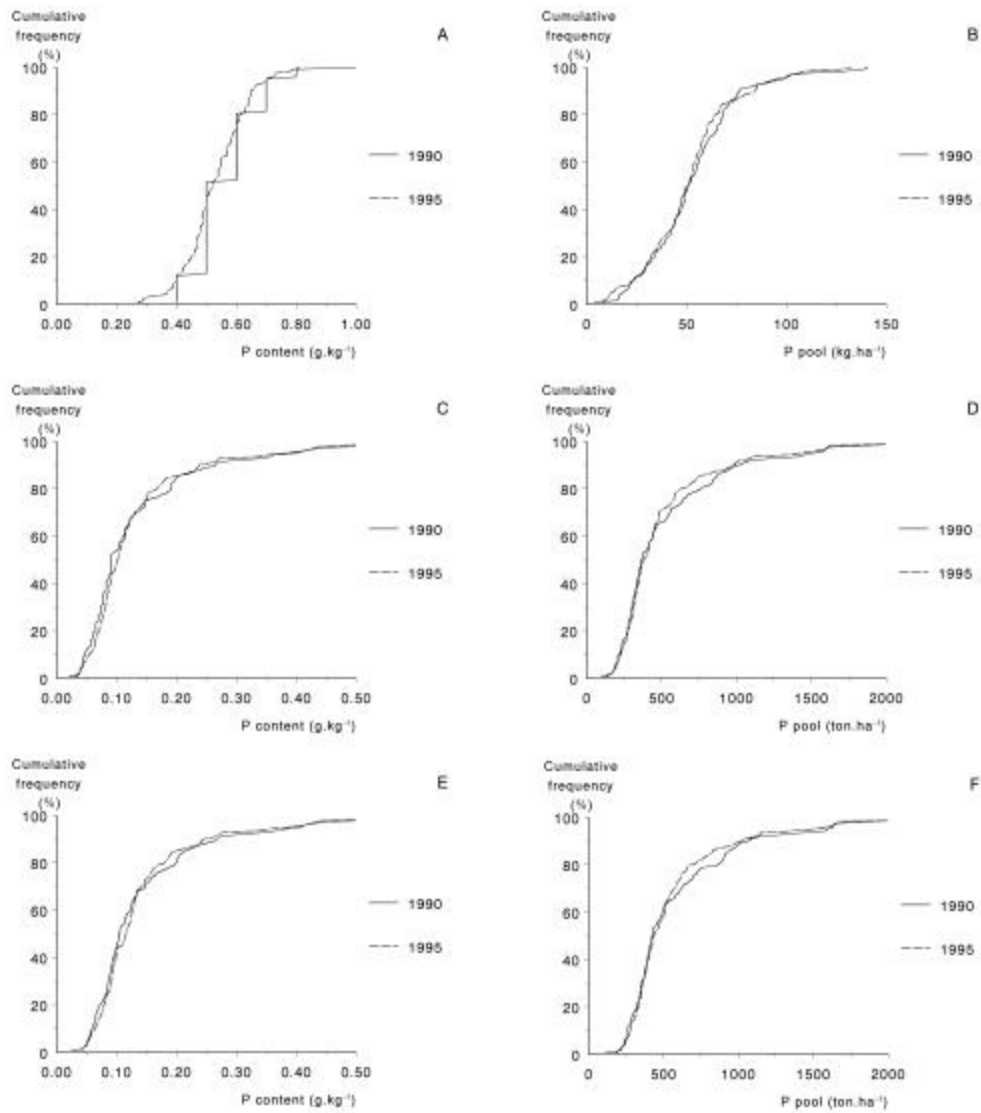 Cumulative
frequency
(%)
A
100
80
60
40
20
0
0.00 0.20 0.40 0.60 0.80 1.00
P content (g.kg⁻¹)
1990
1995
Cumulative
frequency
(%)
B
100
80
60
40
20
0
0 50 100 150
P pool (kg.ha⁻¹)
1990
1995
Cumulative
frequency
(%)
C
100
80
60
40
20
0
0.00 0.10 0.20 0.30 0.40 0.50
P content (g.kg⁻¹)
1990
1995
Cumulative
frequency
(%)
D
100
80
60
40
20
0
0 500 1000 1500 2000
P pool (ton.ha⁻¹)
1990
1995
Cumulative
frequency
(%)
E
100
80
60
40
20
0
0.00 0.10 0.20 0.30 0.40 0.50
P content (g.kg⁻¹)
1990
1995
Cumulative
frequency
(%)
F
100
80
60
40
20
0
0 500 1000 1500 2000
P pool (ton.ha⁻¹)
1990
1995